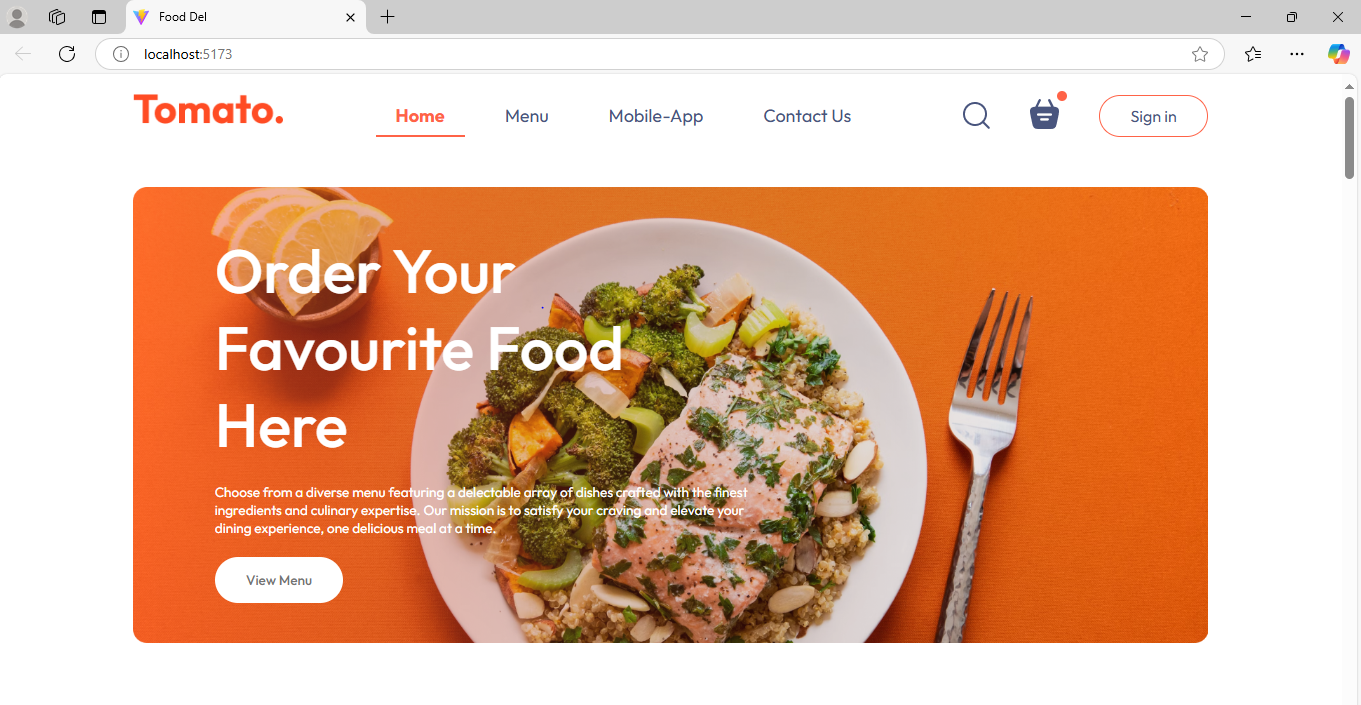 Food Del
localhost:5173
Tomato.
Home
Menu
Mobile-App
Contact Us
Sign in
Order Your
Favourite Food
Here
Choose from a diverse menu featuring a delectable array of dishes crafted with the finest
ingredients and culinary expertise. Our mission is to satisfy your craving and elevate your
dining experience, one delicious meal at a time.
View Menu